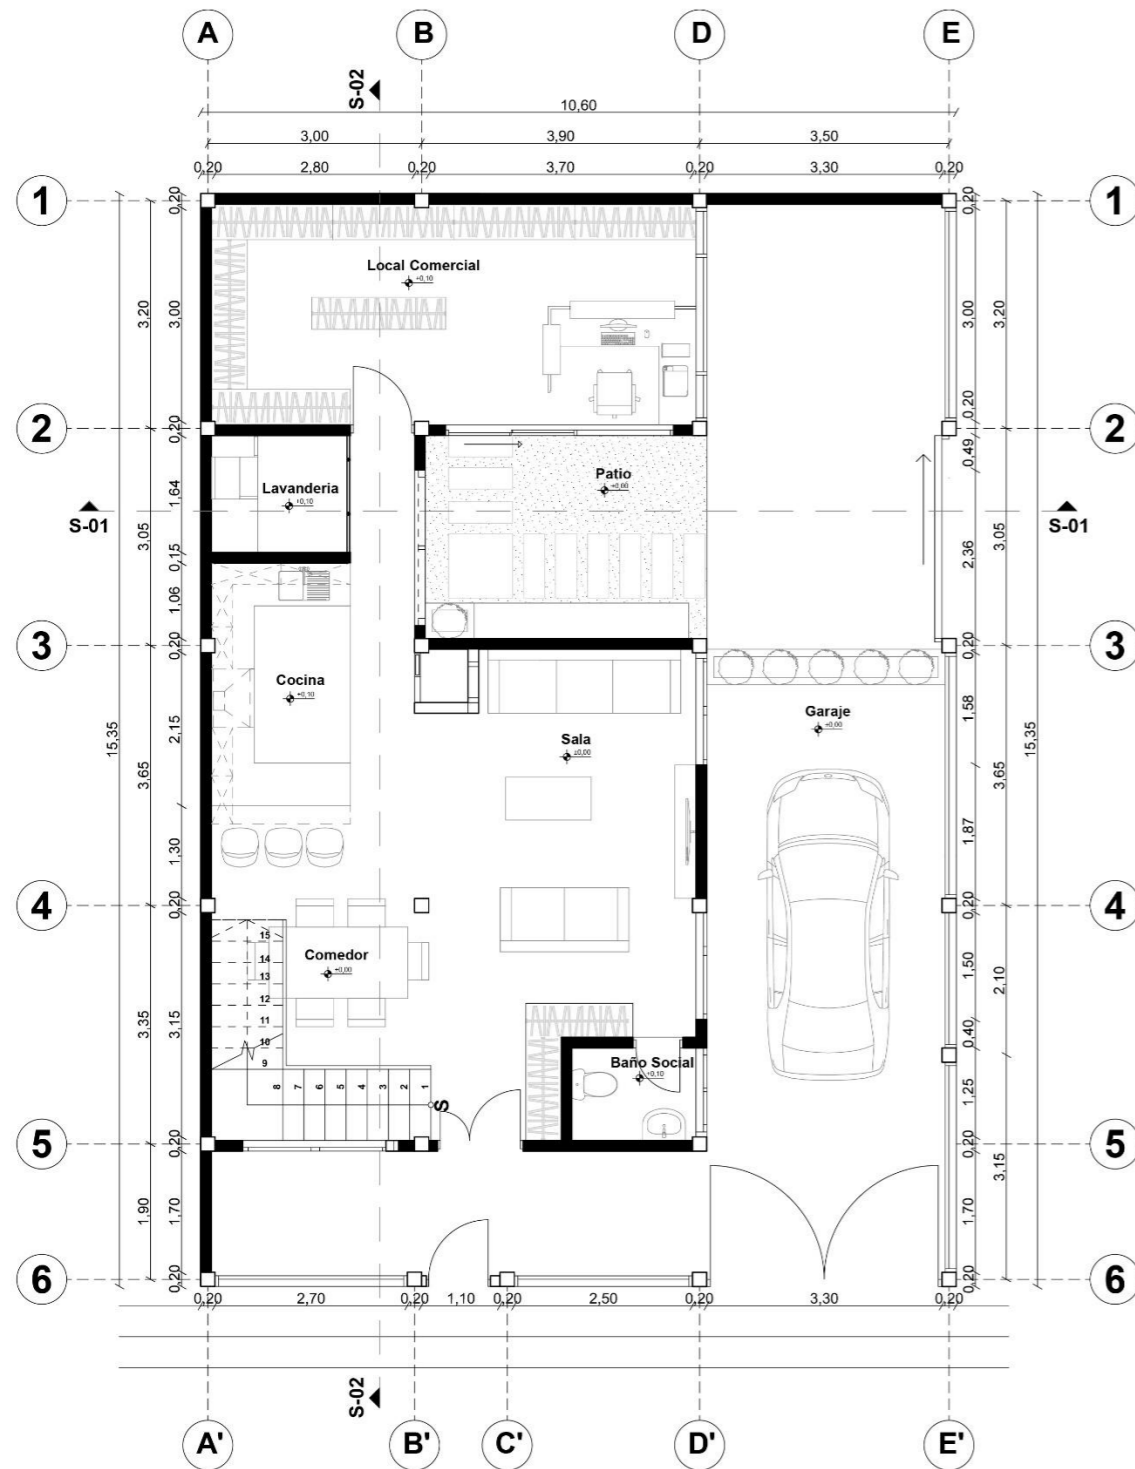 A B D E
S-02
10,60
3,00 3,90 3,50
0,20 2,80 0,20 3,70 0,20 3,30 0,20
1 0,20 0,20 1
Local Comercial
+0,10
3,20 3,00 3,00 3,20
0,20
2 0,20 0,20 2
0,49
Patio
+0,00
Lavanderia
+0,10
1,64
S-01 S-01
3,05 2,36 3,05
0,15
1,06
3 0,20 0,20 3
Cocina
+0,10
Garaje
+0,00
1,58
2,15
Sala
±0,00
15,35 15,35
3,65 3,65
1,87
1,30
4 0,20 0,20 4
15
Comedor
+0,00
14
13
12
11
10
9
1,50
2,10
3,35 3,15
0,40
Baño Social
+0,10
8 7 6 5 4 3 2 1
S
1,25
5 0,20 0,20 5
3,15
1,90 1,70 1,70
6 0,20 0,20 6
0,20 2,70 0,20 1,10 0,20 2,50 0,20 3,30 0,20
S-02
A' B' C' D' E'